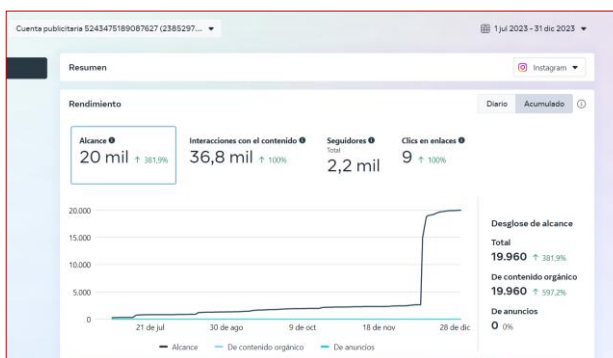 Cuenta publicitaria 5243475189087627 (2385297...
1 jul 2023 - 31 dic 2023
Resumen
Instagram
Rendimiento
Diario
Acumulado
Alcance
20 mil ↑ 381,9%
Interacciones con el contenido
36,8 mil ↑ 100%
Seguidores
Total
2,2 mil
Clics en enlaces
9 ↑ 100%
20.000
15.000
10.000
5.000
0
21 de jul
30 de ago
9 de oct
18 de nov
28 de dic
Alcance
De contenido orgánico
De anuncios
Desglose de alcance
Total
19.960 ↑ 381,9%
De contenido orgánico
19.960 ↑ 597,2%
De anuncios
0 0%